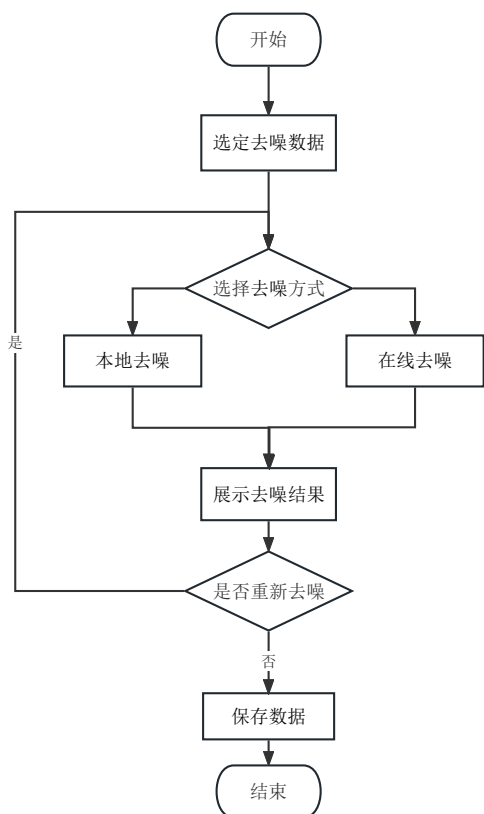 开始
选定去噪数据
选择去噪方式
是
本地去噪
在线去噪
展示去噪结果
是否重新去噪
否
保存数据
结束